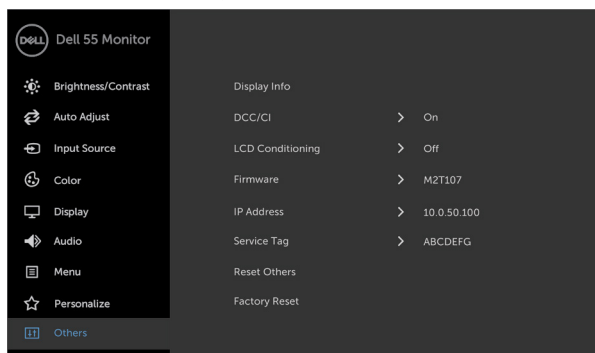 DELL Dell 55 Monitor
Brightness/Contrast
Auto Adjust
Input Source
Color
Display
Audio
Menu
Personalize
Others
Display Info
DCC/CI > On
LCD Conditioning > Off
Firmware > M2T107
IP Address > 10.0.50.100
Service Tag > ABCDEFG
Reset Others
Factory Reset